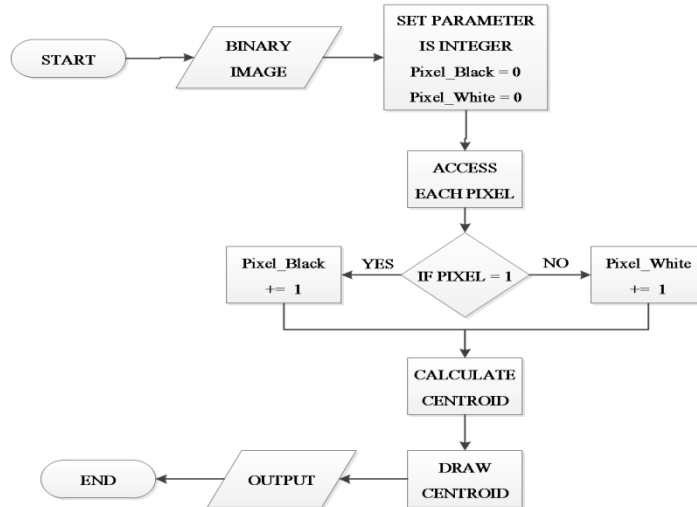 START
BINARY
IMAGE
SET PARAMETER
IS INTEGER
Pixel_Black = 0
Pixel_White = 0
ACCESS
EACH PIXEL
IF PIXEL = 1
YES
NO
Pixel_Black
+= 1
Pixel_White
+= 1
CALCULATE
CENTROID
DRAW
CENTROID
OUTPUT
END